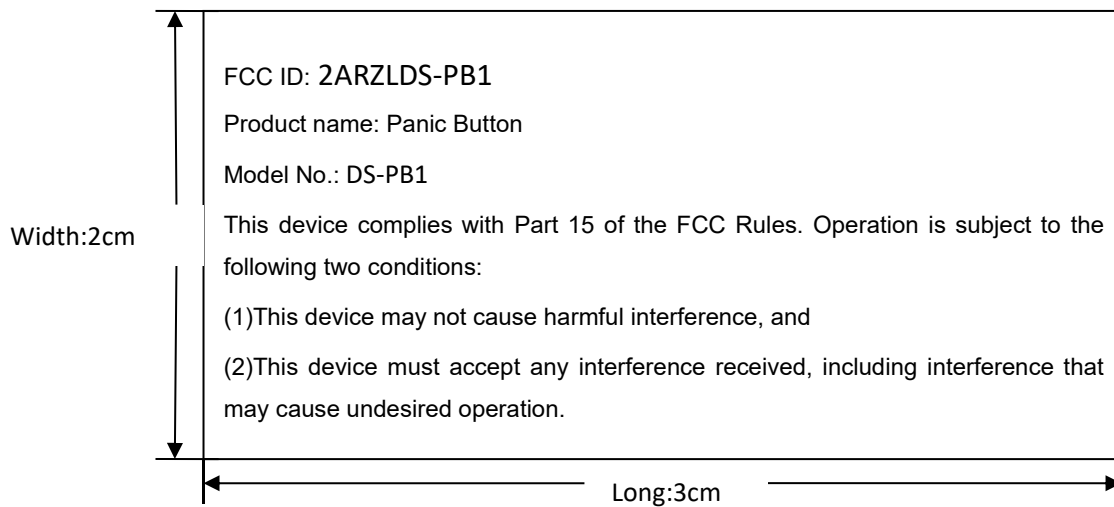 FCC ID: 2ARZLDS-PB1
Product name: Panic Button
Model No.: DS-PB1
Width:2cm
This device complies with Part 15 of the FCC Rules. Operation is subject to the
following two conditions:
(1)This device may not cause harmful interference, and
(2)This device must accept any interference received, including interference that
may cause undesired operation.
Long:3cm